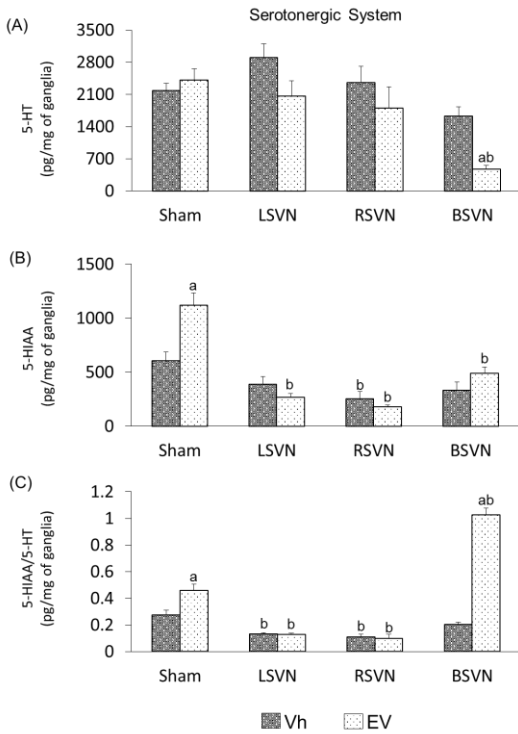 Serotonergic System
(A)
5-HT
(pg/mg of ganglia)
3500
2800
2100
1400
700
0
ab
Sham LSVN RSVN BSVN
(B)
5-HIAA
(pg/mg of ganglia)
1500
1000
500
0
a
b
b b
b
Sham LSVN RSVN BSVN
(C)
5-HIAA/5-HT
(pg/mg of ganglia)
1.2
1
0.8
0.6
0.4
0.2
0
a
b b
b b
ab
Sham LSVN RSVN BSVN
Vh EV